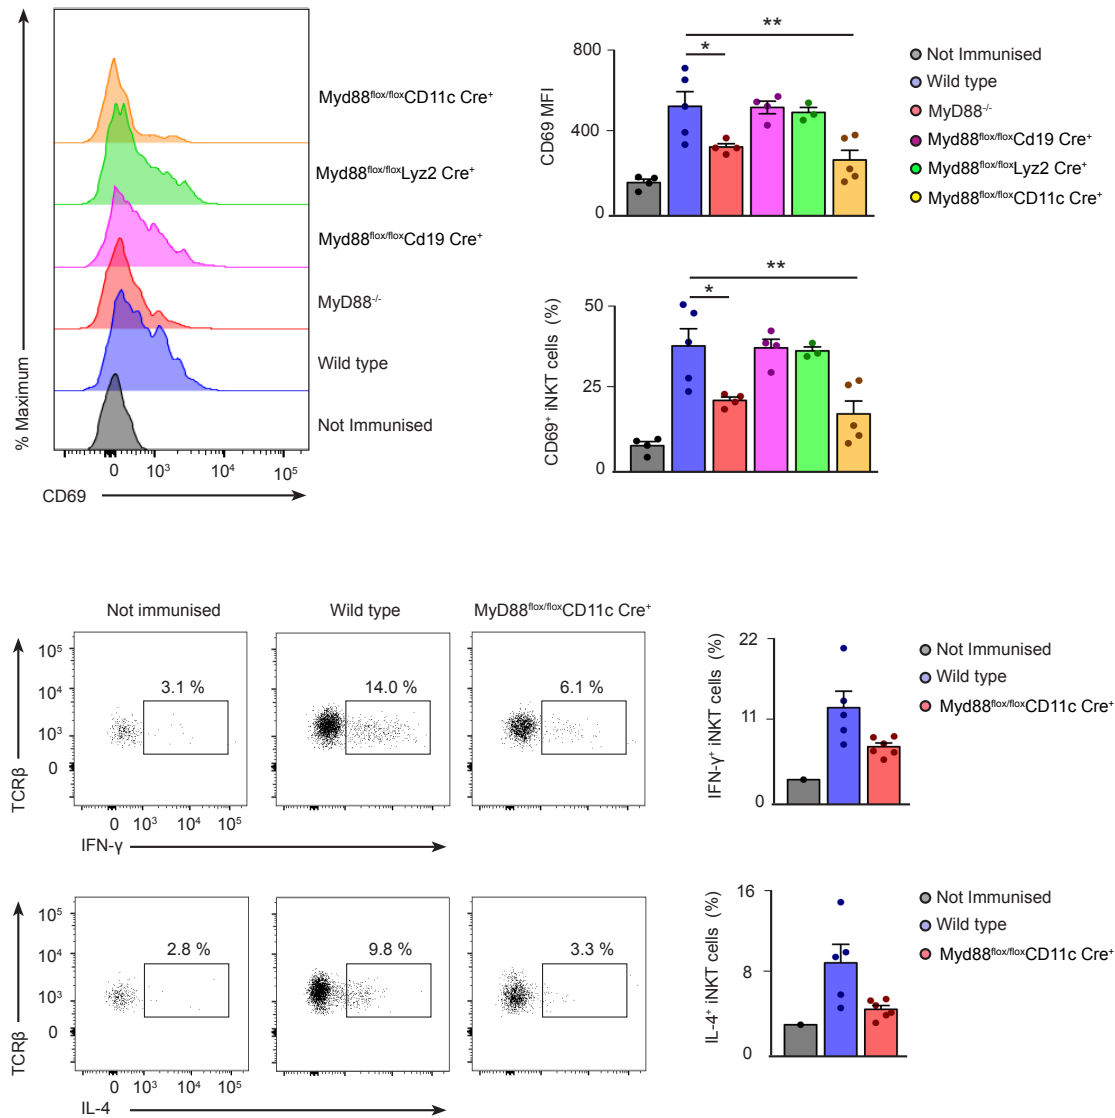 % Maximum
Myd88flox/floxCD11c Cre+
Myd88flox/floxLyz2 Cre+
Myd88flox/floxCd19 Cre+
MyD88-/-
Wild type
Not Immunised
0 10³ 10⁴ 10⁵
CD69
** 
*
800
400
0
CD69 MFI
Not Immunised
Wild type
MyD88-/-
Myd88flox/floxCd19 Cre+
Myd88flox/floxLyz2 Cre+
Myd88flox/floxCD11c Cre+
**
*
50
25
0
CD69+ iNKT cells (%)
Not immunised Wild type MyD88flox/floxCD11c Cre+
10⁵
10⁴
10³
0
TCRβ
3.1 % 14.0 % 6.1 %
0 10³ 10⁴ 10⁵
IFN-γ
22
11
0
IFN-γ+ iNKT cells (%)
Not Immunised
Wild type
Myd88flox/floxCD11c Cre+
10⁵
10⁴
10³
0
TCRβ
2.8 % 9.8 % 3.3 %
0 10³ 10⁴ 10⁵
IL-4
16
8
0
IL-4+ iNKT cells (%)
Not Immunised
Wild type
Myd88flox/floxCD11c Cre+